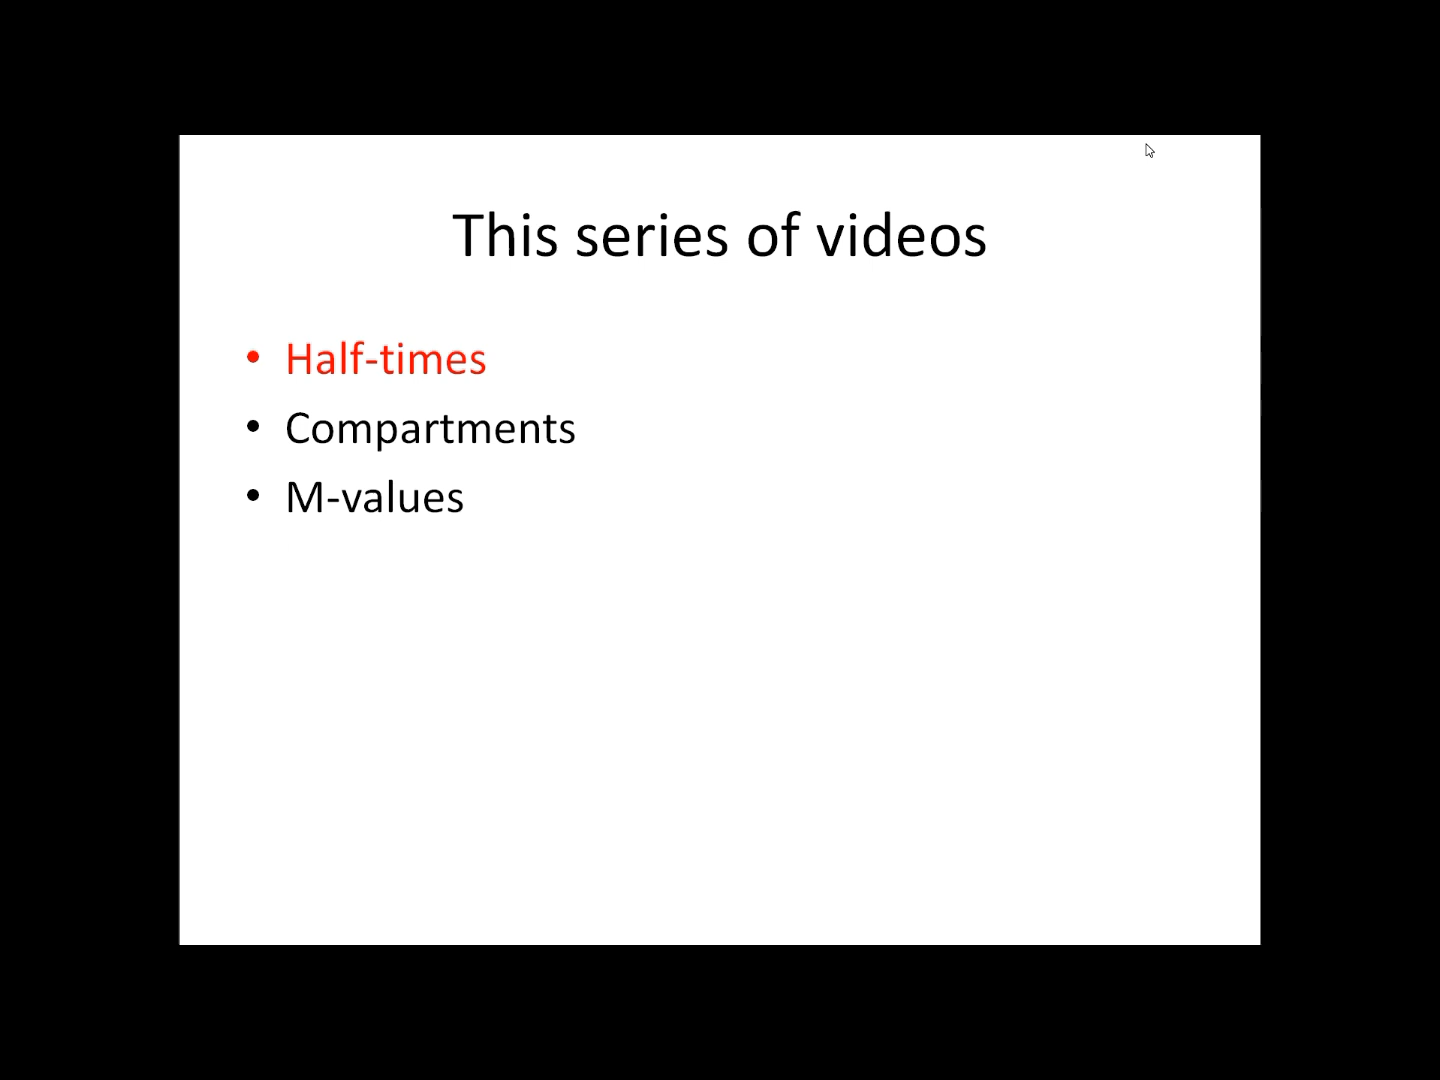 This series of videos
• Half-times
• Compartments
• M-values